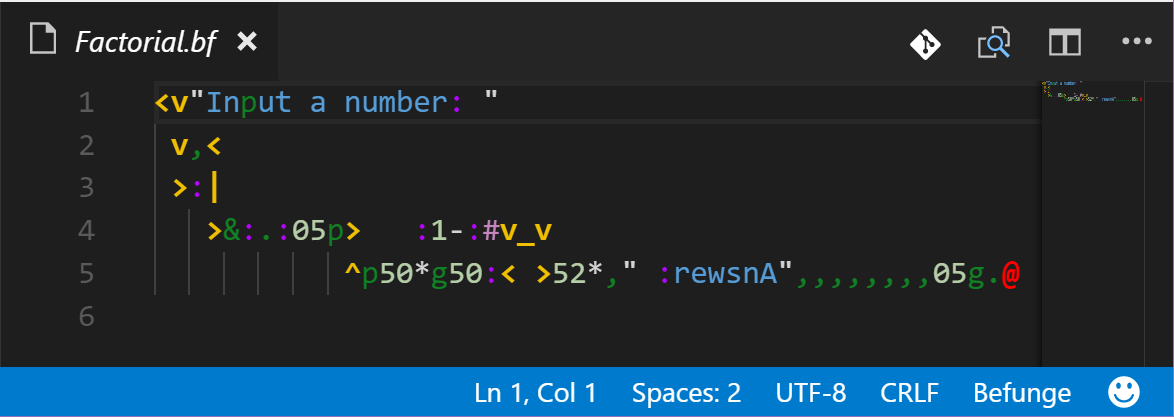 Factorial.bf
1 <v"Input a number: "
2  v,<
3  >:|
4    >&:.:05p>   :1-:#v_v
5            ^p50*g50:< >52*," :rewsnA",,,,,,,,05g.@
6
Ln 1, Col 1 Spaces: 2 UTF-8 CRLF Befunge